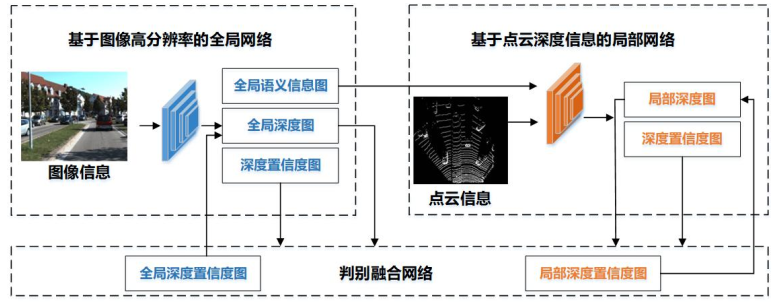 基于图像高分辨率的全局网络
图像信息
全局语义信息图
全局深度图
深度置信度图
基于点云深度信息的局部网络
点云信息
局部深度图
深度置信度图
全局深度置信度图
判别融合网络
局部深度置信度图